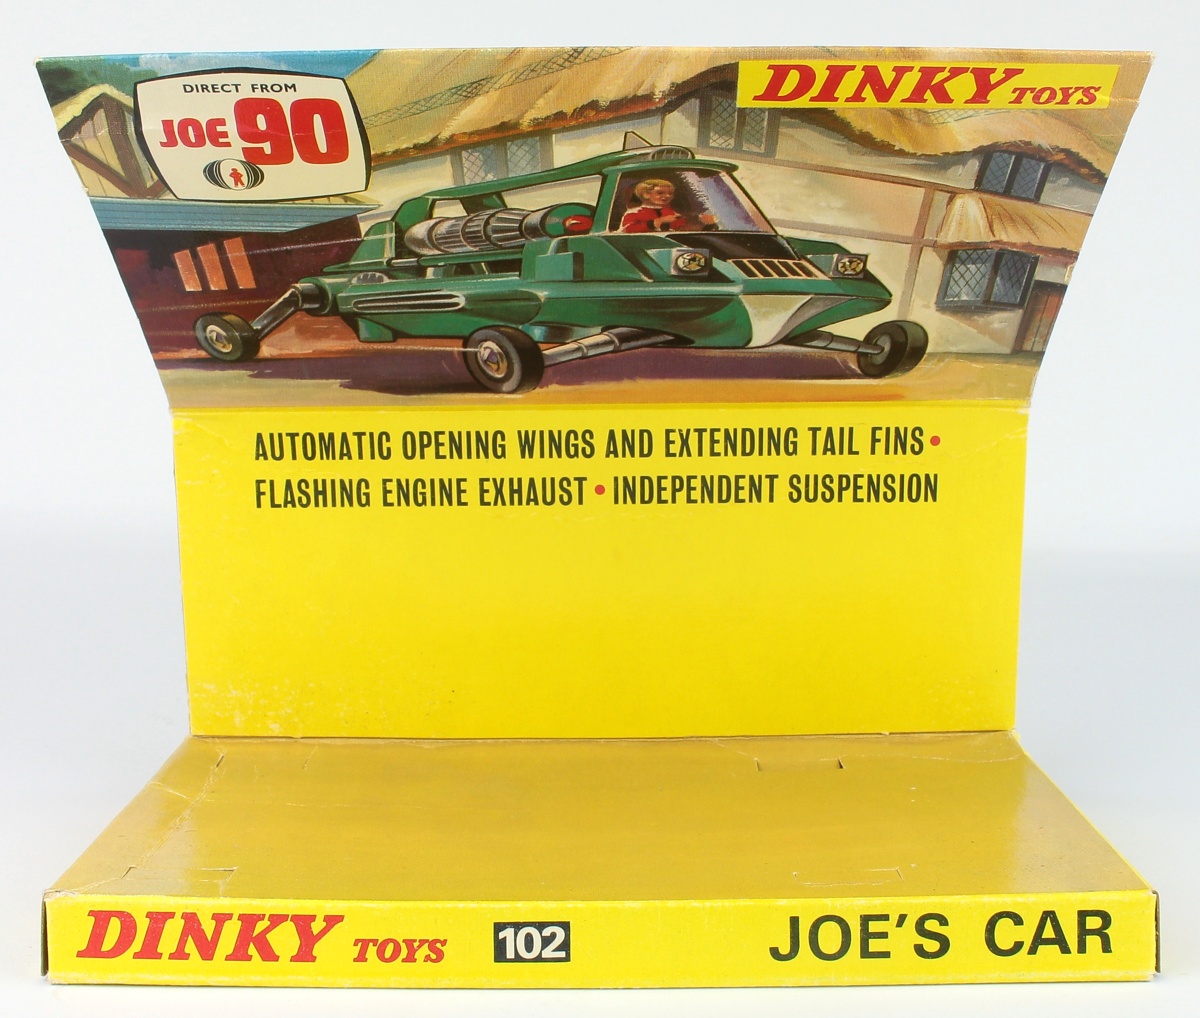 DIRECT FROM
JOE 90
DINKY TOYS
AUTOMATIC OPENING WINGS AND EXTENDING TAIL FINS •
FLASHING ENGINE EXHAUST • INDEPENDENT SUSPENSION
DINKY TOYS 102 JOE'S CAR